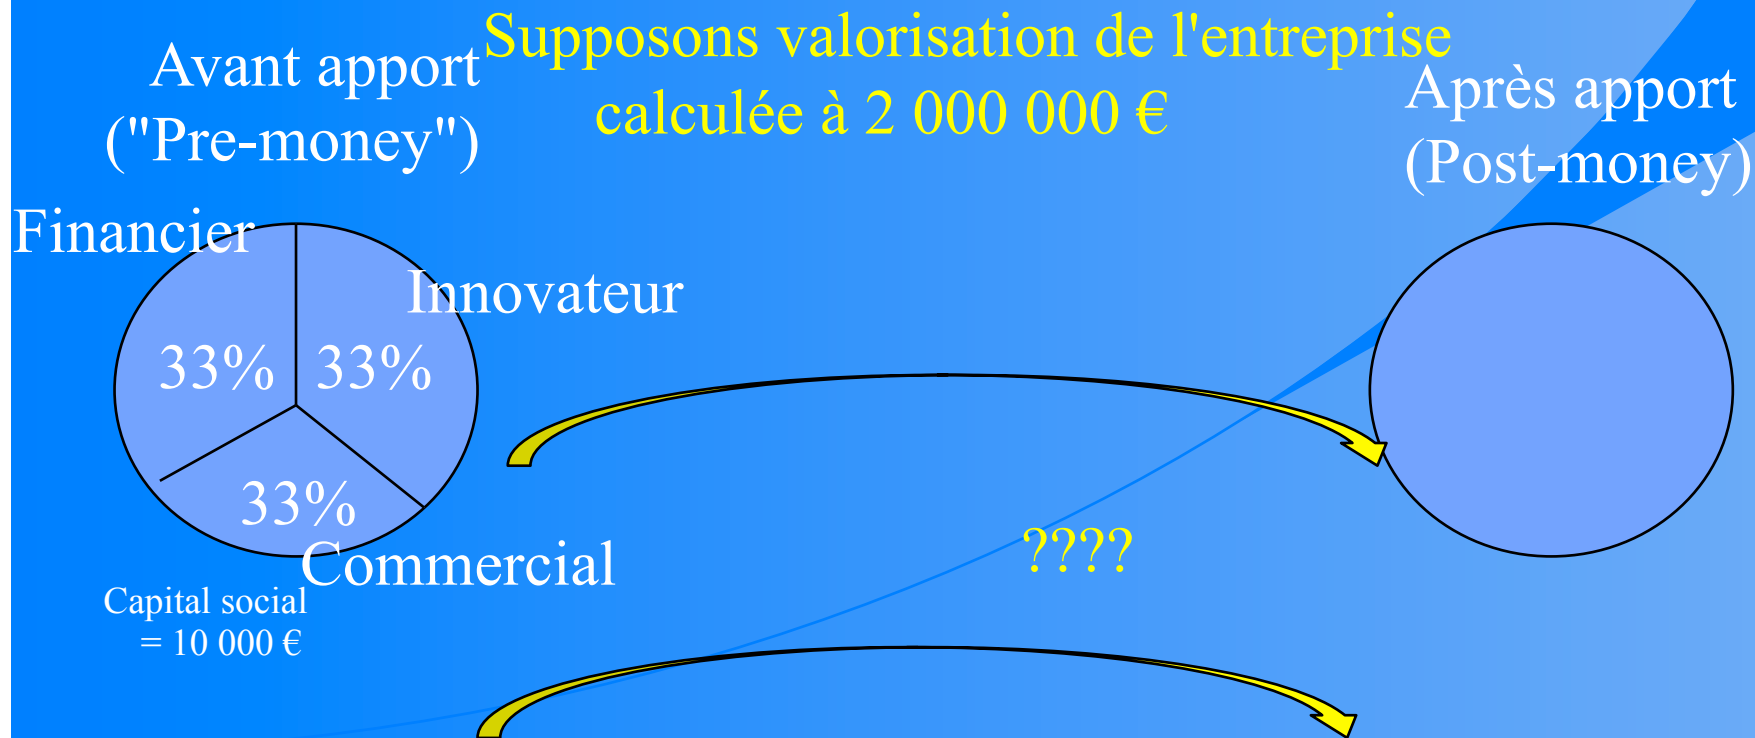 Supposons valorisation de l'entreprise
calculée à 2 000 000 €
Avant apport
("Pre-money")
Après apport
(Post-money)
Financier
Innovateur
33%
33%
33%
Commercial
????
Capital social
= 10 000 €